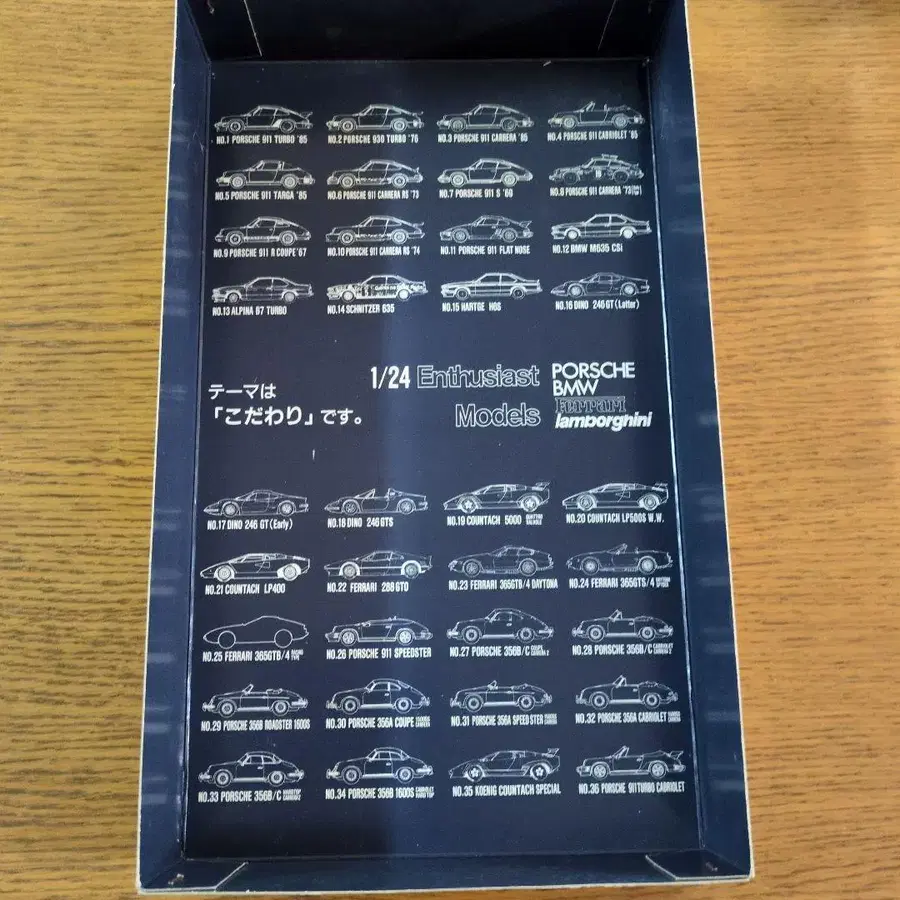 NO.1 PORSCHE 911 TURBO '85
NO.2 PORSCHE 930 TURBO '76
NO.3 PORSCHE 911 CARRERA '85
NO.4 PORSCHE 911 CABRIOLET '85
NO.5 PORSCHE 911 TARGA '85
NO.6 PORSCHE 911 CARRERA RS '73
NO.7 PORSCHE 911 S '69
NO.8 PORSCHE 911 CARRERA '73
NO.9 PORSCHE 911 R COUPE '67
NO.10 PORSCHE 911 CARRERA RS '74
NO.11 PORSCHE 911 FLAT NOSE
NO.12 BMW M635 CSi
NO.13 ALPINA B7 TURBO
NO.14 SCHNITZER 635
NO.15 HARTGE H6S
NO.16 DINO 246 GT (Later)
テーマは
「こだわり」です。
1/24 Enthusiast
Models
PORSCHE
BMW
Ferrari
lamborghini
NO.17 DINO 246 GT (Early)
NO.18 DINO 246 GTS
NO.19 COUNTACH 5000 QUATTRO VALVOLE
NO.20 COUNTACH LP500S W.W.
NO.21 COUNTACH LP400
NO.22 FERRARI 288 GTO
NO.23 FERRARI 365GTB/4 DAYTONA
NO.24 FERRARI 365GTS/4
NO.25 FERRARI 365GTB/4
NO.26 PORSCHE 911 SPEEDSTER
NO.27 PORSCHE 356B/C COUPE CARRERA 2
NO.28 PORSCHE 356B/C CABRIOLET CARRERA 2
NO.29 PORSCHE 356B ROADSTER 1600S
NO.30 PORSCHE 356A COUPE
NO.31 PORSCHE 356A SPEEDSTER
NO.32 PORSCHE 356A CABRIOLET
NO.33 PORSCHE 356B/C
NO.34 PORSCHE 356B 1600S
NO.35 KOENIG COUNTACH SPECIAL
NO.36 PORSCHE 911TURBO CABRIOLET